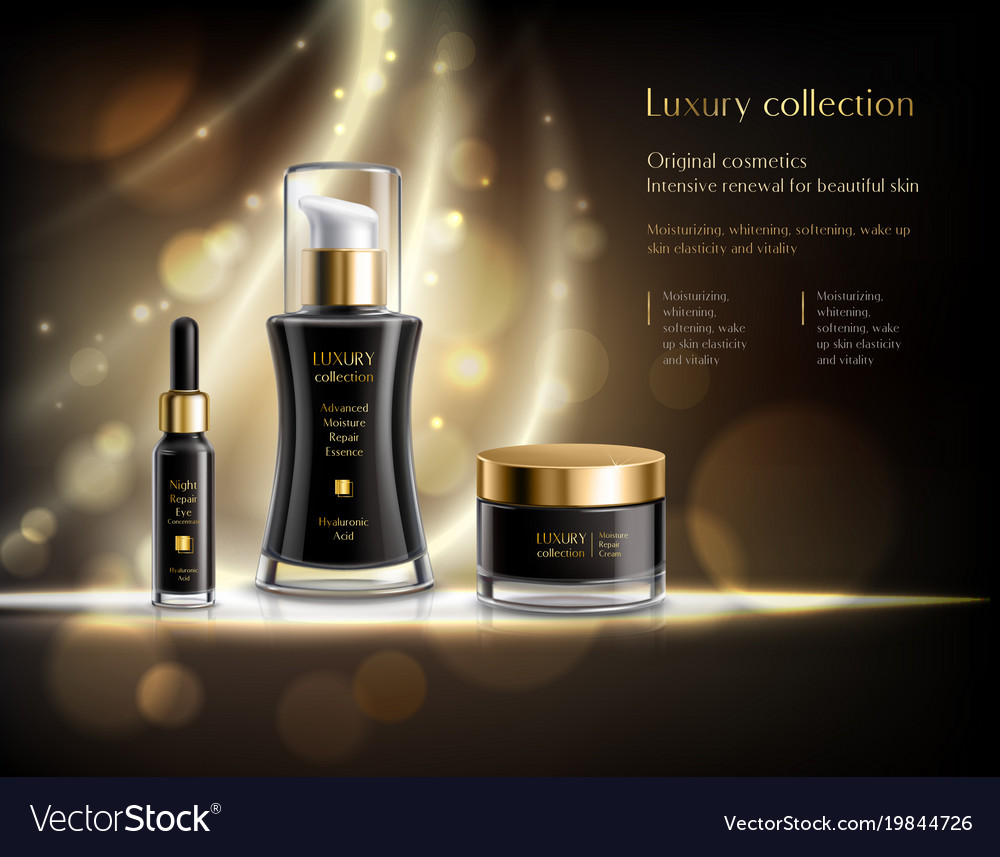 Luxury collection
Original cosmetics
Intensive renewal for beautiful skin
Moisturizing, whitening, softening, wake up
skin elasticity and vitality
Moisturizing,
whitening,
softening, wake
up skin elasticity
and vitality
Moisturizing,
whitening,
softening, wake
up skin elasticity
and vitality
Night
Repair
Eye
Concentrate
Hyaluronic
Acid
LUXURY
collection
Advanced
Moisture
Repair
Essence
Hyaluronic
Acid
LUXURY
collection
Moisture
Repair
Cream
VectorStock®
VectorStock.com/19844726